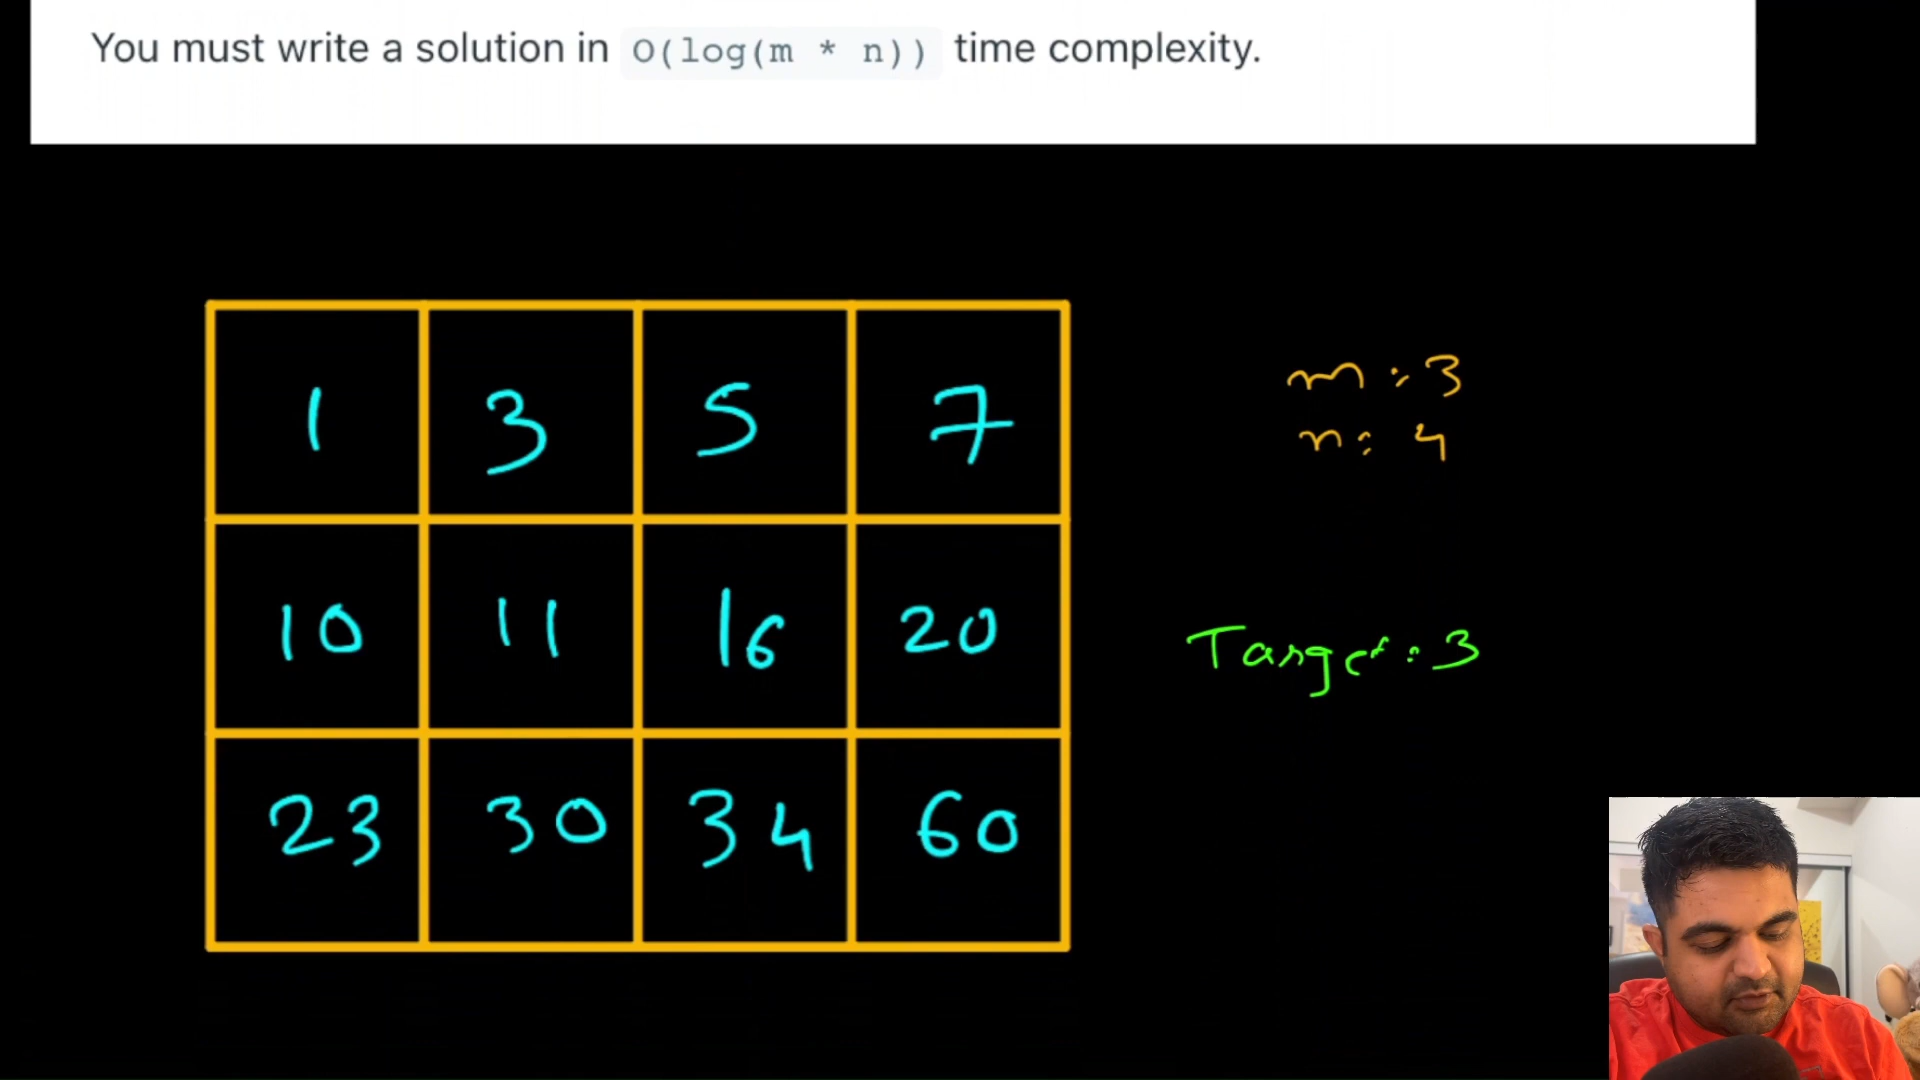 You must write a solution in O(log(m * n)) time complexity.
1 3 5 7
m: 3
n: 4
10 11 16 20
Target: 3
23 30 34 60